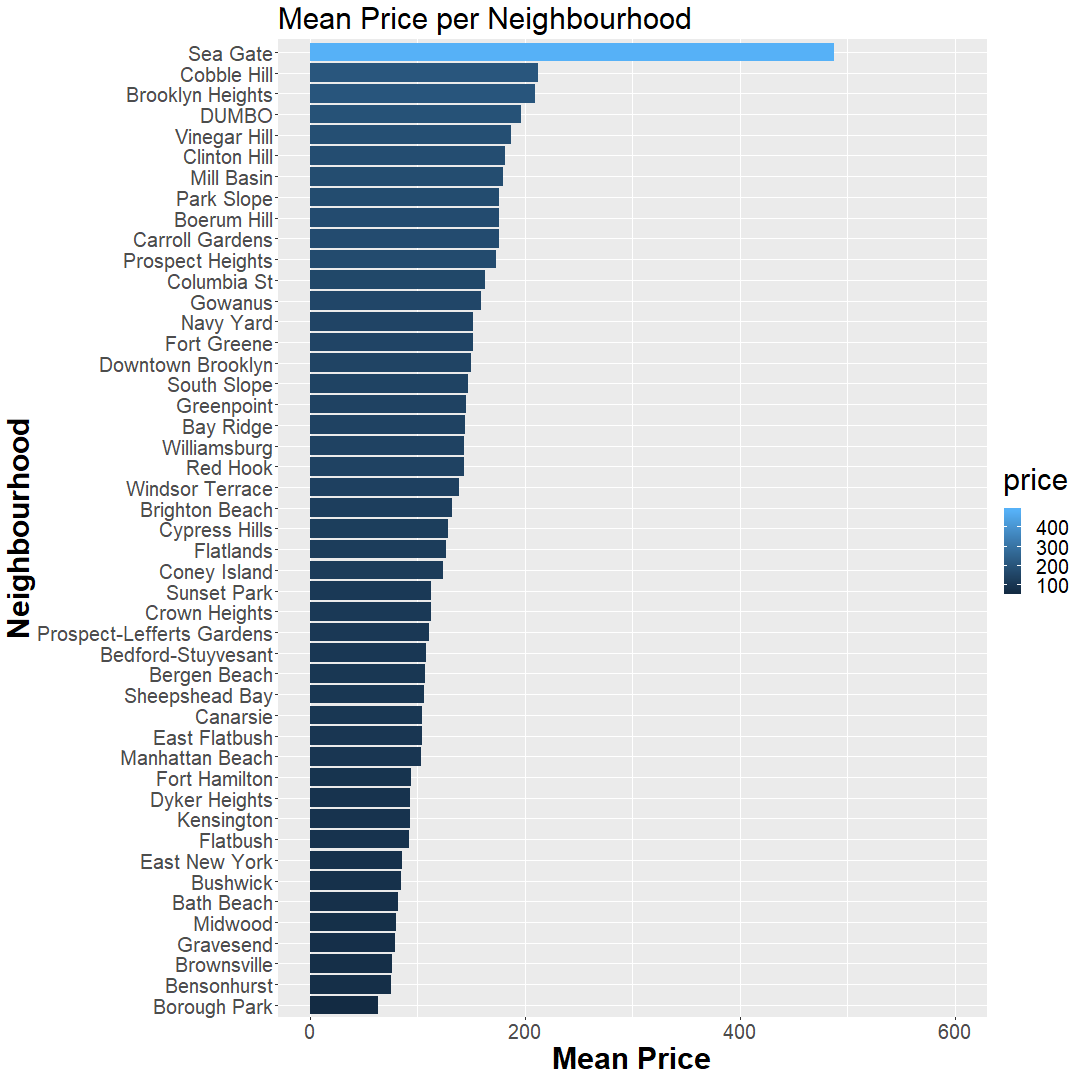 Mean Price per Neighbourhood
Sea Gate
Cobble Hill
Brooklyn Heights
DUMBO
Vinegar Hill
Clinton Hill
Mill Basin
Park Slope
Boerum Hill
Carroll Gardens
Prospect Heights
Columbia St
Gowanus
Navy Yard
Fort Greene
Downtown Brooklyn
South Slope
Greenpoint
Bay Ridge
Williamsburg
Red Hook
Windsor Terrace
Brighton Beach
Cypress Hills
Flatlands
Coney Island
Sunset Park
Crown Heights
Prospect-Lefferts Gardens
Bedford-Stuyvesant
Bergen Beach
Sheepshead Bay
Canarsie
East Flatbush
Manhattan Beach
Fort Hamilton
Dyker Heights
Kensington
Flatbush
East New York
Bushwick
Bath Beach
Midwood
Gravesend
Brownsville
Bensonhurst
Borough Park
Neighbourhood
0 200 400 600
Mean Price
price
400
300
200
100